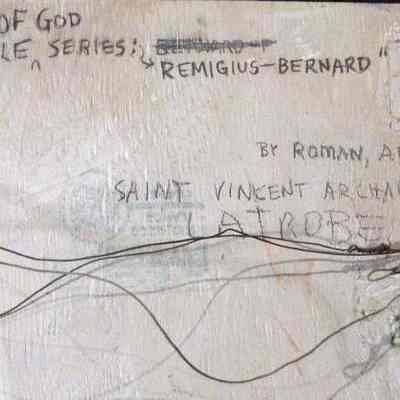 OF GOD
LE SERIES:
REMIGIUS-BERNARD"
BY ROMAN, A
SAINT VINCENT ARCHA
LATROBE